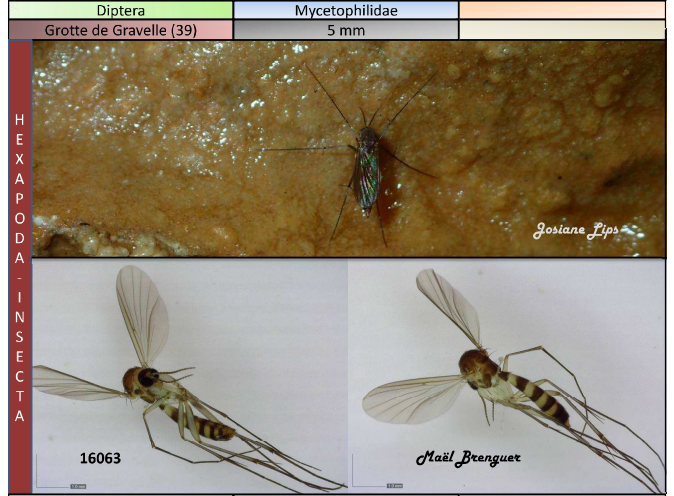 Diptera
Mycetophilidae
Grotte de Gravelle (39)
5 mm
HEXAPODA-INSECTA
Josiane Lips
16063
Maël Brenguer